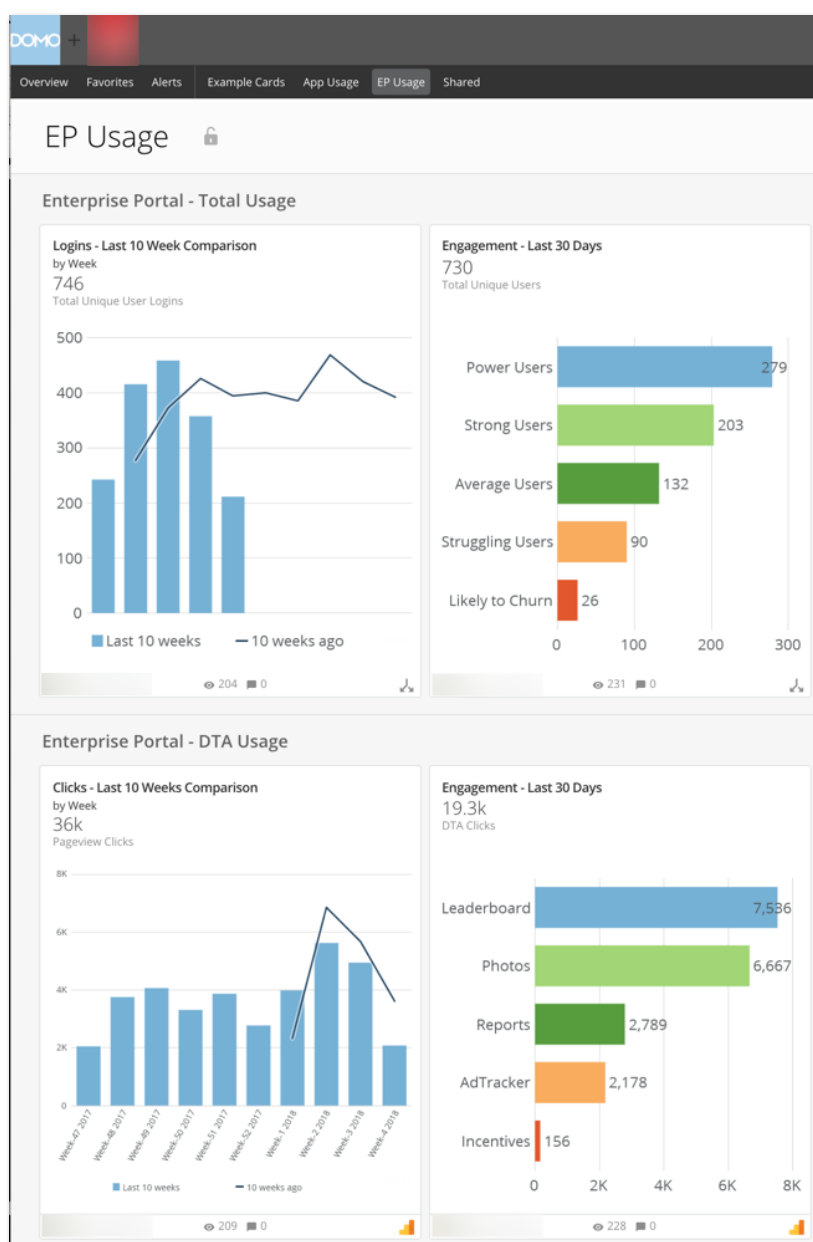 DOMO +
Overview Favorites Alerts Example Cards App Usage EP Usage Shared
EP Usage
Enterprise Portal - Total Usage
Logins - Last 10 Week Comparison
by Week
746
Total Unique User Logins
500
400
300
200
100
0
Last 10 weeks 10 weeks ago
204 0
Engagement - Last 30 Days
730
Total Unique Users
Power Users 279
Strong Users 203
Average Users 132
Struggling Users 90
Likely to Churn 26
0 100 200 300
231 0
Enterprise Portal - DTA Usage
Clicks - Last 10 Weeks Comparison
by Week
36k
Pageview Clicks
8K
6K
4K
2K
0
Week-47 2017 Week-48 2017 Week-49 2017 Week-50 2017 Week-51 2017 Week-52 2017 Week-1 2018 Week-2 2018 Week-3 2018 Week-4 2018
Last 10 weeks 10 weeks ago
209 0
Engagement - Last 30 Days
19.3k
DTA Clicks
Leaderboard 7,536
Photos 6,667
Reports 2,789
AdTracker 2,178
Incentives 156
0 2K 4K 6K 8K
228 0